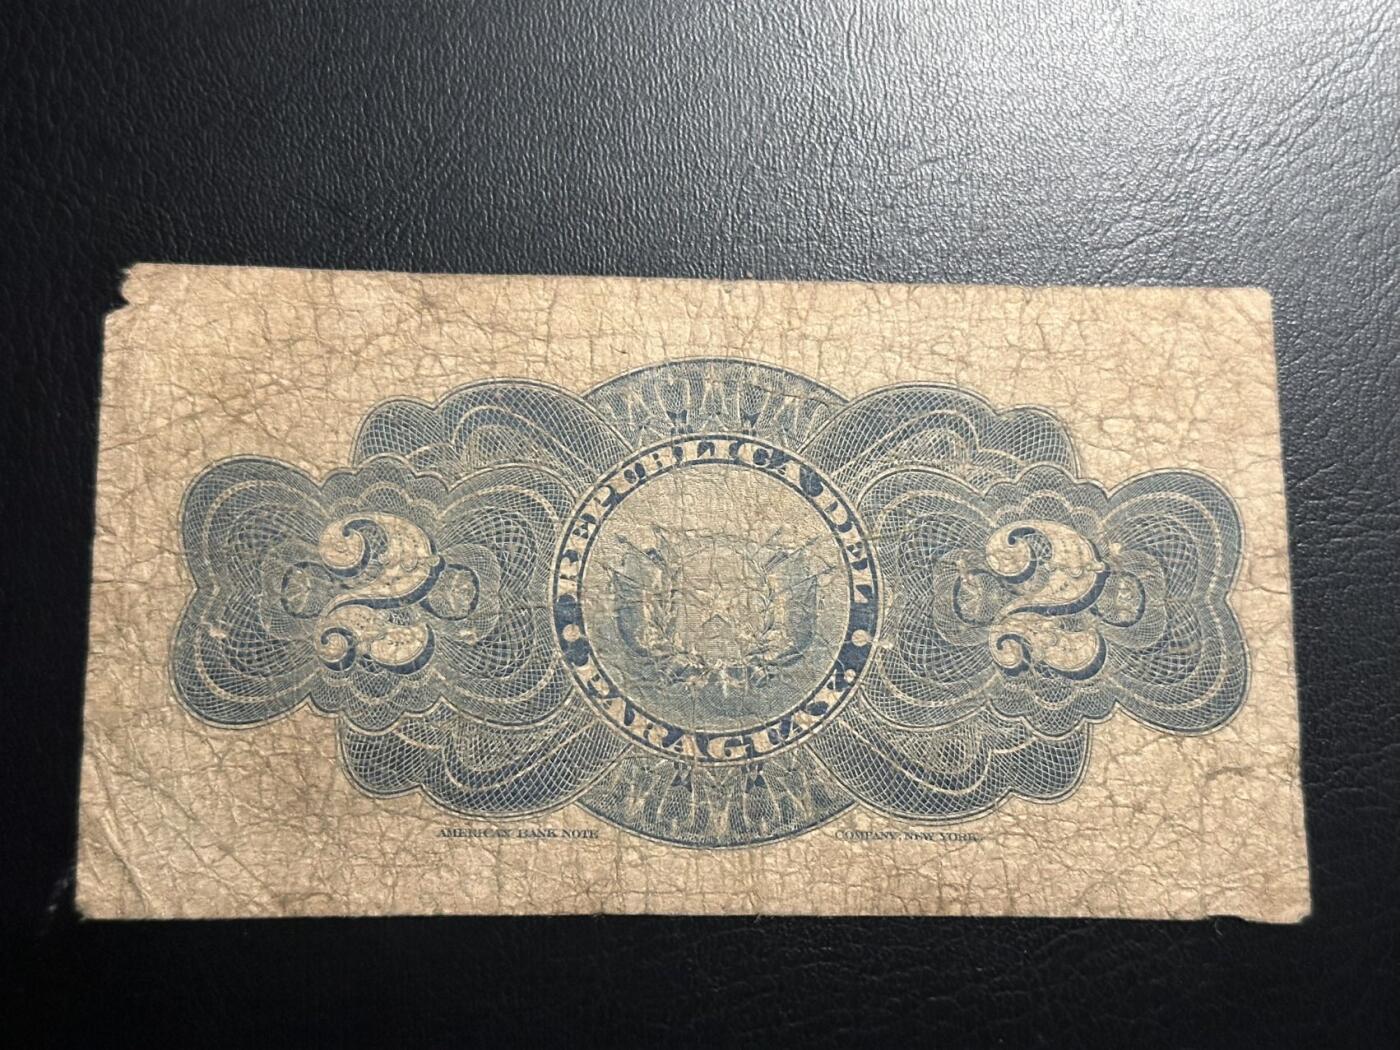 REPUBLICA DEL
PARAGUAY
2
2
AMERICAN BANK NOTE COMPANY, NEW YORK.